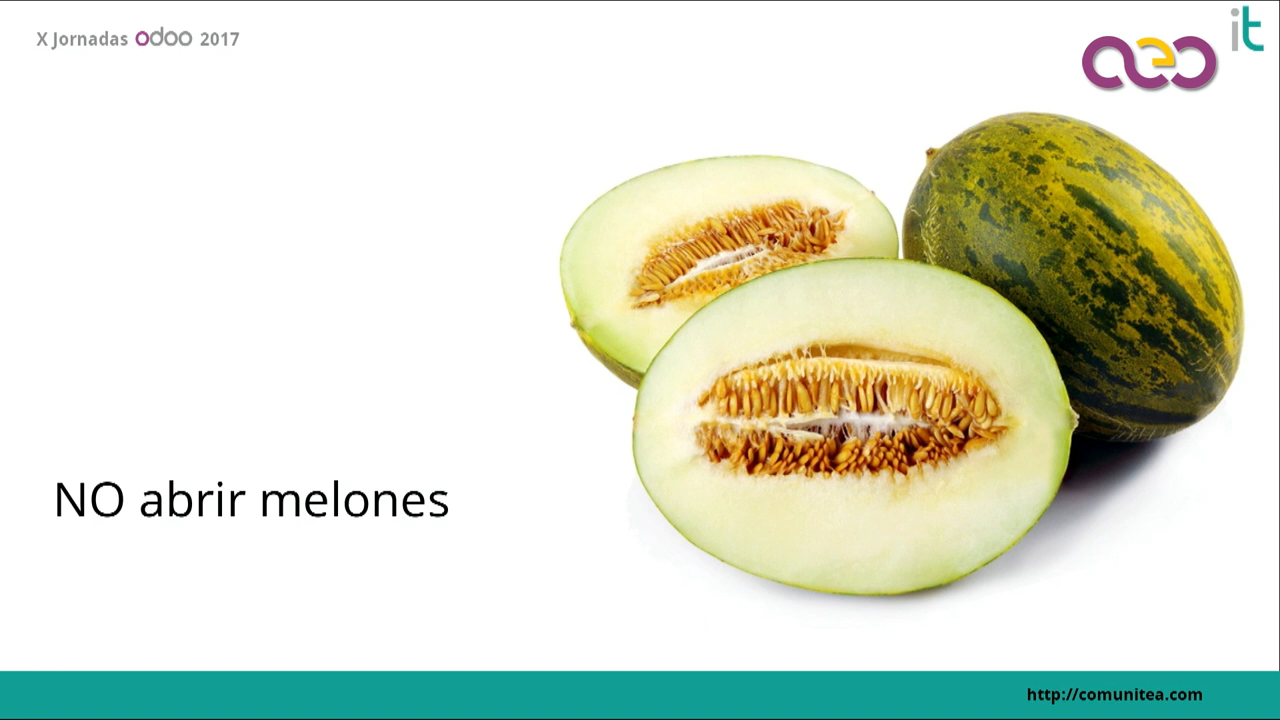 X Jornadas odoo 2017
it
aeo
NO abrir melones
http://comunitea.com